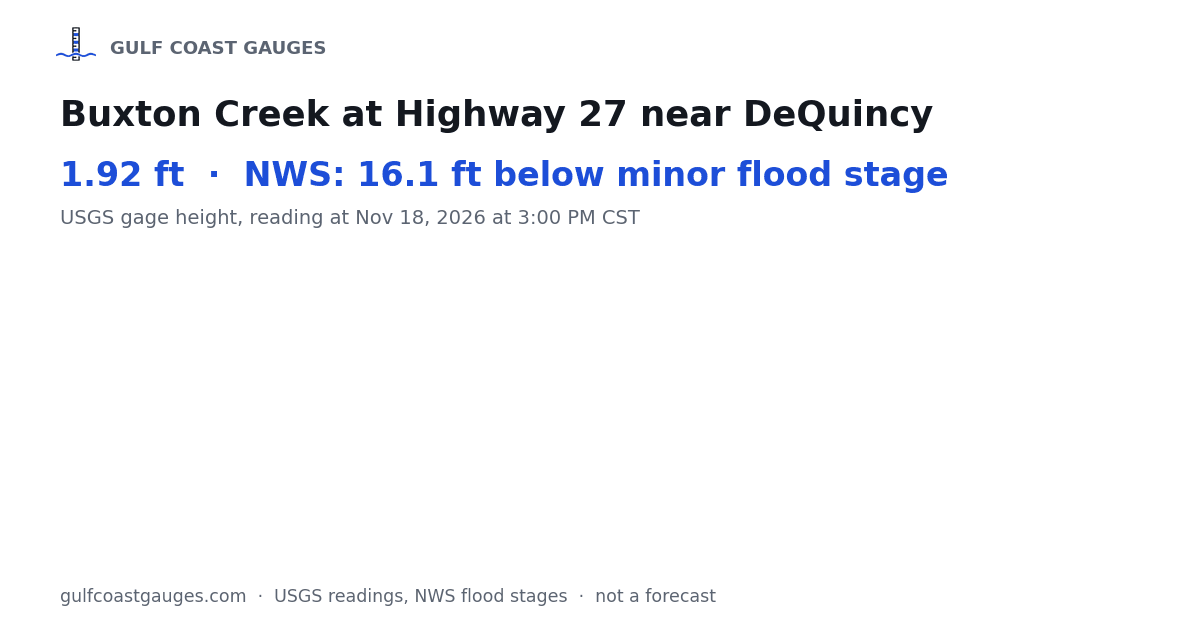 GULF COAST GAUGES
Buxton Creek at Highway 27 near DeQuincy
1.92 ft · NWS: 16.1 ft below minor flood stage
USGS gage height, reading at Nov 18, 2026 at 3:00 PM CST
gulfcoastgauges.com · USGS readings, NWS flood stages · not a forecast